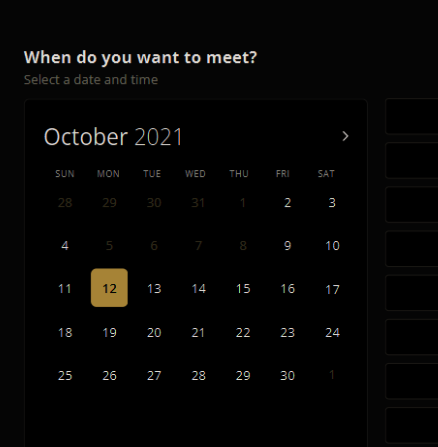 When do you want to meet?
Select a date and time
October 2021 >
SUN MON TUE WED THU FRI SAT
28 29 30 31 1 2 3
4 5 6 7 8 9 10
11 12 13 14 15 16 17
18 19 20 21 22 23 24
25 26 27 28 29 30 1